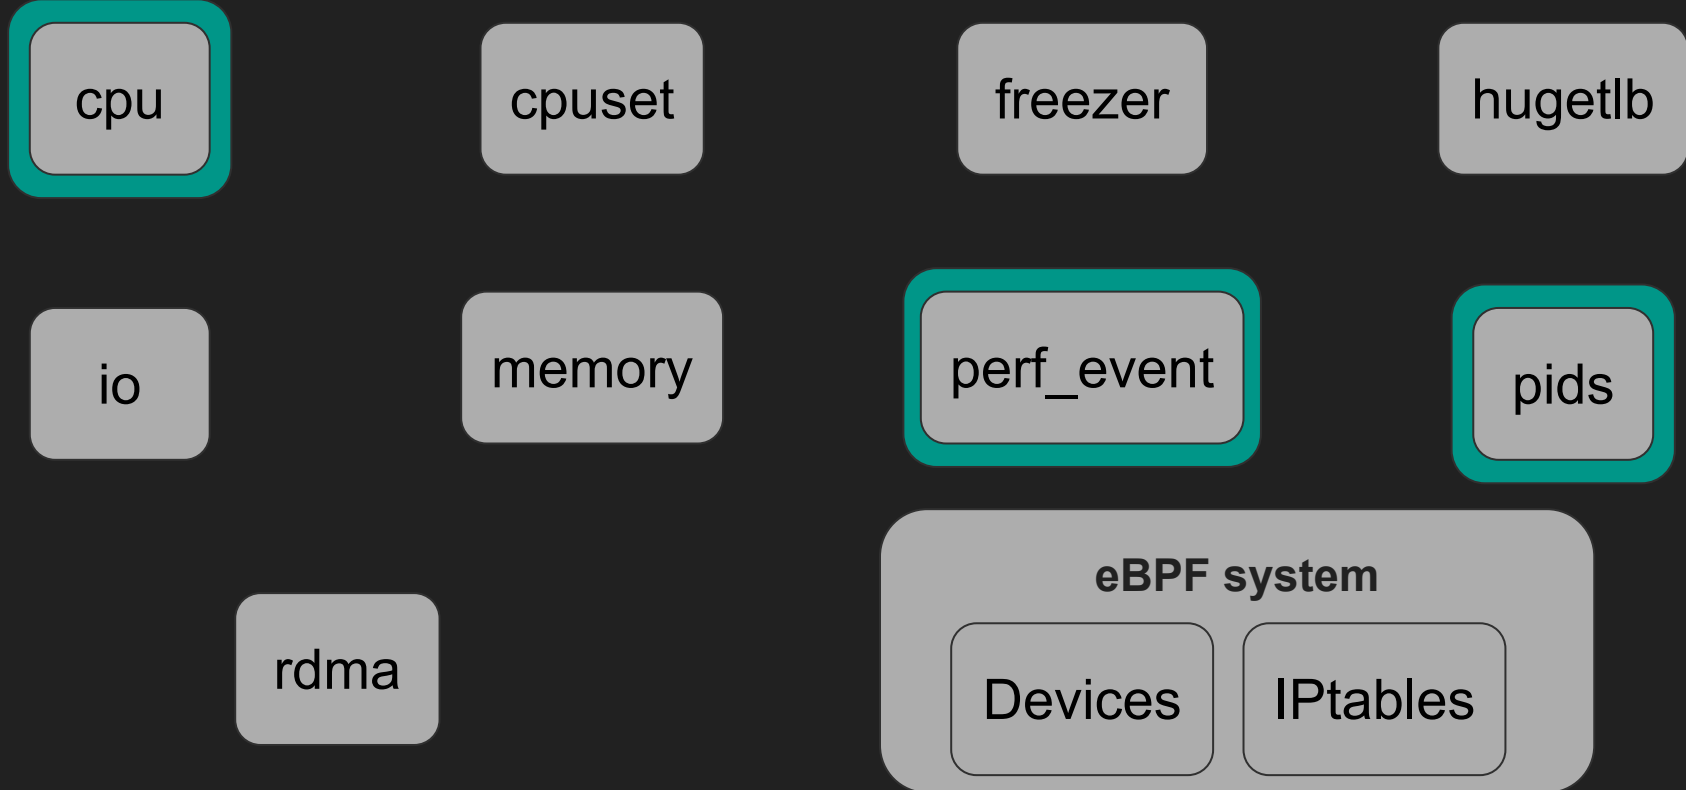 cpu
cpuset
freezer
hugetlb
io
memory
perf_event
pids
rdma
eBPF system
Devices
IPtables